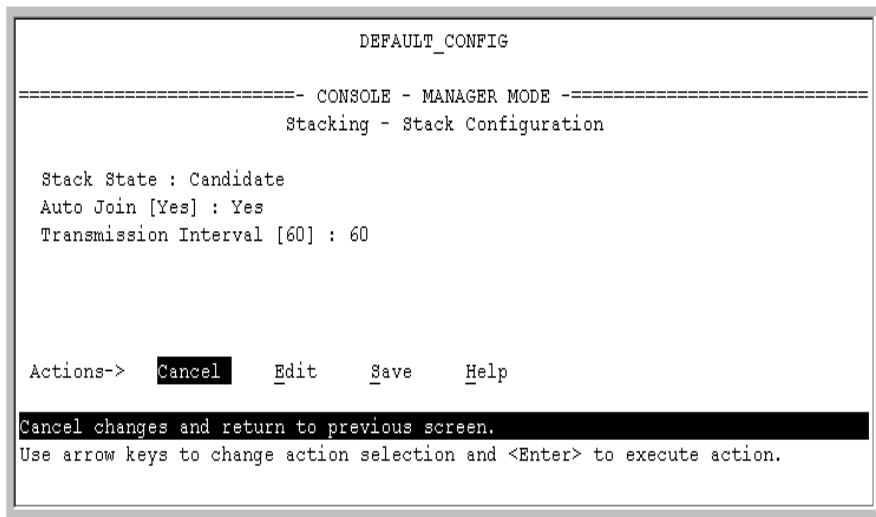 DEFAULT_CONFIG
==========================- CONSOLE - MANAGER MODE -============================
Stacking - Stack Configuration
Stack State : Candidate
Auto Join [Yes] : Yes
Transmission Interval [60] : 60
Actions-> Cancel Edit Save Help
Cancel changes and return to previous screen.
Use arrow keys to change action selection and <Enter> to execute action.